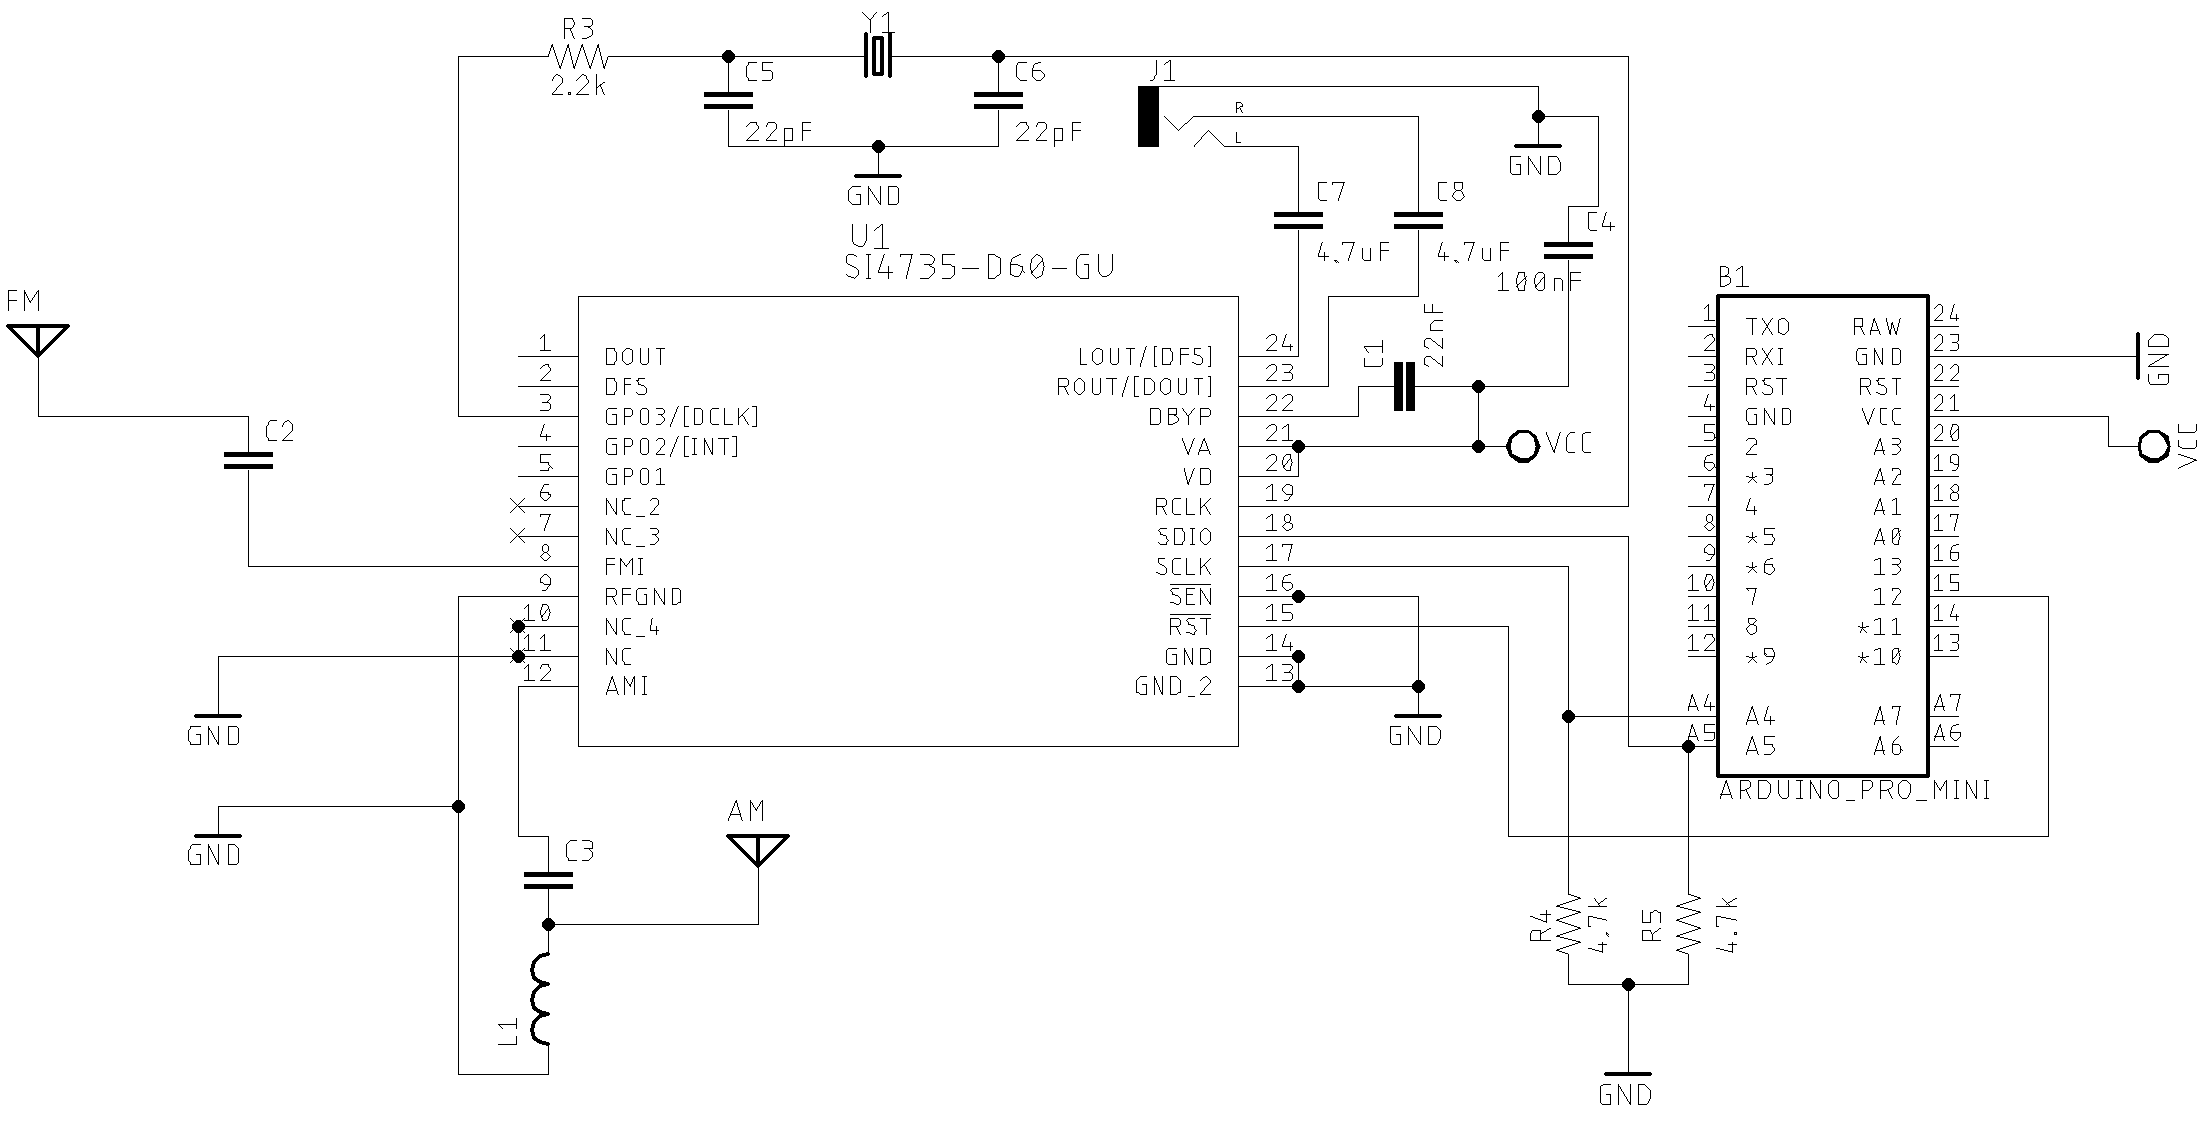 R3
2.2k
Y1
C5
22pF
C6
22pF
GND
J1
R
L
GND
C7
4.7uF
C8
4.7uF
C4
100nF
U1
SI4735-D60-GU
FM
C2
1 DOUT
2 DFS
3 GPO3/[DCLK]
4 GPO2/[INT]
5 GPO1
6 NC_2
7 NC_3
8 FMI
9 RFGND
10 NC_4
11 NC
12 AMI
LOUT/[DFS] 24
ROUT/[DOUT] 23
DBYP 22
VA 21
VD 20
RCLK 19
SDIO 18
SCLK 17
SEN 16
RST 15
GND 14
GND_2 13
C1
22nF
VCC
GND
GND
GND
C3
AM
L1
B1
1 TXO
2 RXI
3 RST
4 GND
5 2
6 *3
7 4
8 *5
9 *6
10 7
11 8
12 *9
A4 A4
A5 A5
RAW 24
GND 23
RST 22
VCC 21
A3 20
A2 19
A1 18
A0 17
13 16
12 15
*11 14
*10 13
A7 A7
A6 A6
ARDUINO_PRO_MINI
GND
VCC
R4
4.7k
R5
4.7k
GND